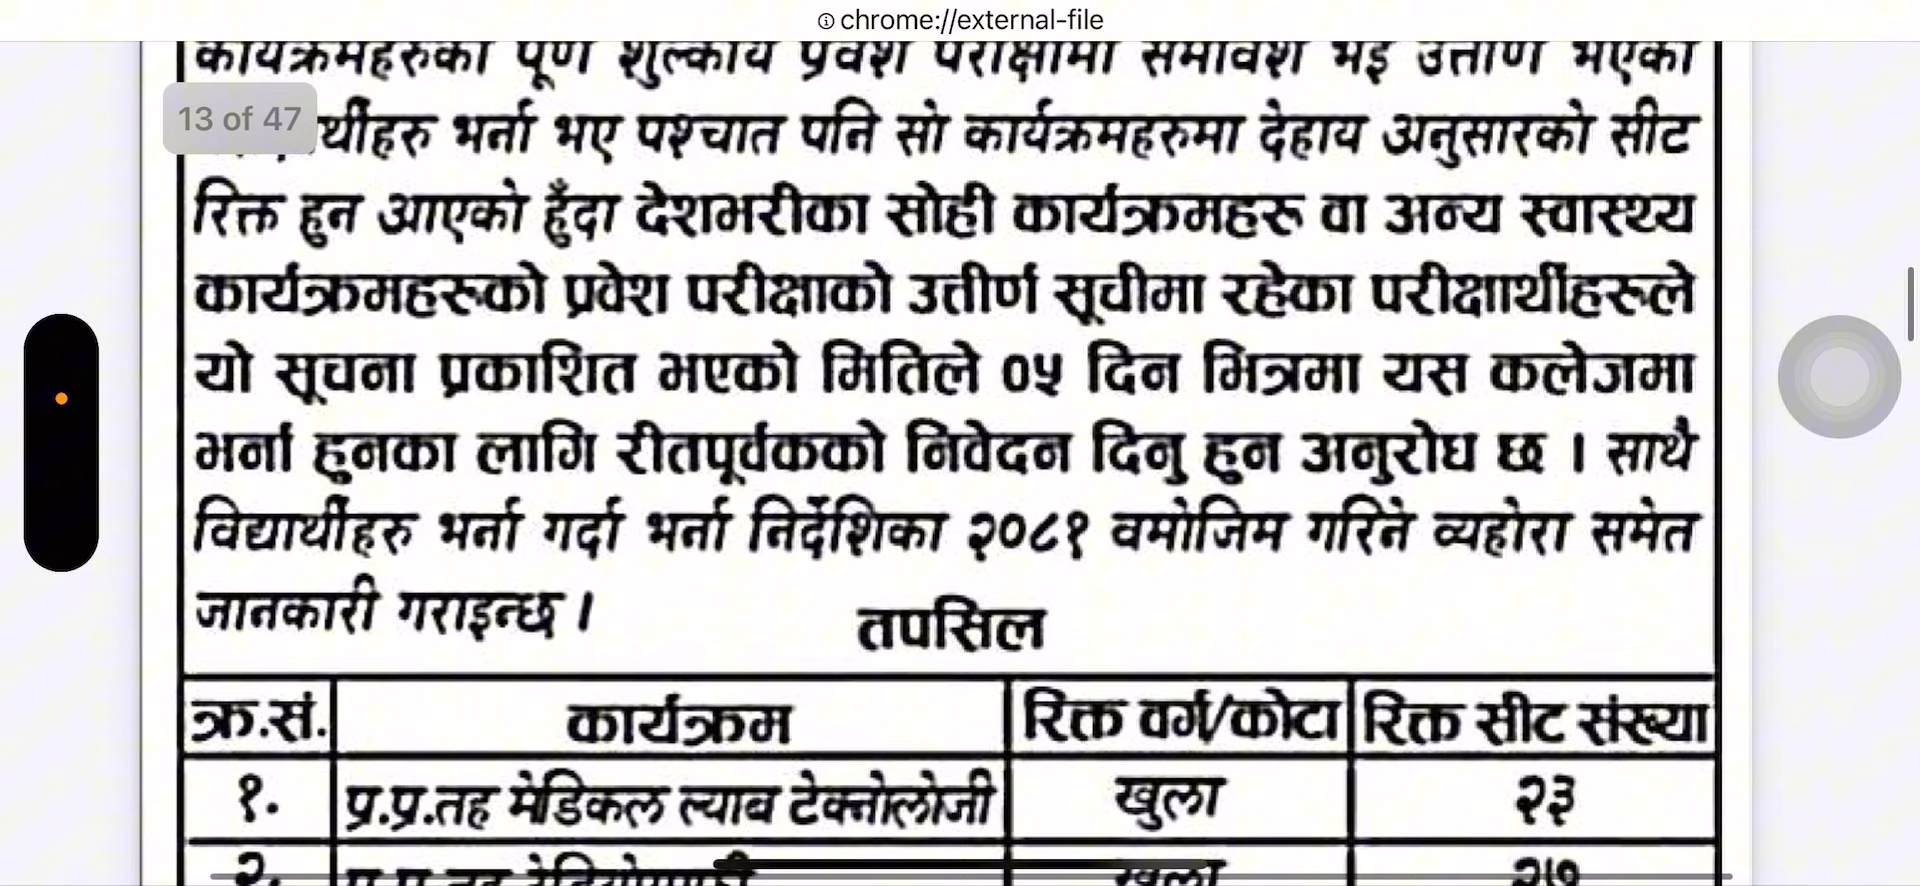 chrome://external-file
कार्यक्रमहरुको पूर्ण शुल्कीय प्रवेश परीक्षामा समावेश भई उत्तीर्ण भएका
13 of 47
र्थीहरु भर्ना भए पश्चात पनि सो कार्यक्रमहरुमा देहाय अनुसारको सीट
रिक्त हुन आएको हुँदा देशभरीका सोही कार्यक्रमहरू वा अन्य स्वास्थ्य
कार्यक्रमहरूको प्रवेश परीक्षाको उत्तीर्ण सूचीमा रहेका परीक्षार्थीहरूले
यो सूचना प्रकाशित भएको मितिले ०५ दिन भित्रमा यस कलेजमा
भर्ना हुनका लागि रीतपूर्वकको निवेदन दिनु हुन अनुरोध छ । साथै
विद्यार्थीहरु भर्ना गर्दा भर्ना निर्देशिका २०८१ वमोजिम गरिने व्यहोरा समेत
जानकारी गराइन्छ ।
तपसिल
क्र.सं. कार्यक्रम रिक्त वर्ग/कोटा रिक्त सीट संख्या
१. प्र.प्र.तह मेडिकल ल्याब टेक्नोलोजी खुला २३
२. प्र.प्र.तह रेडियोग्राफी खुला २७